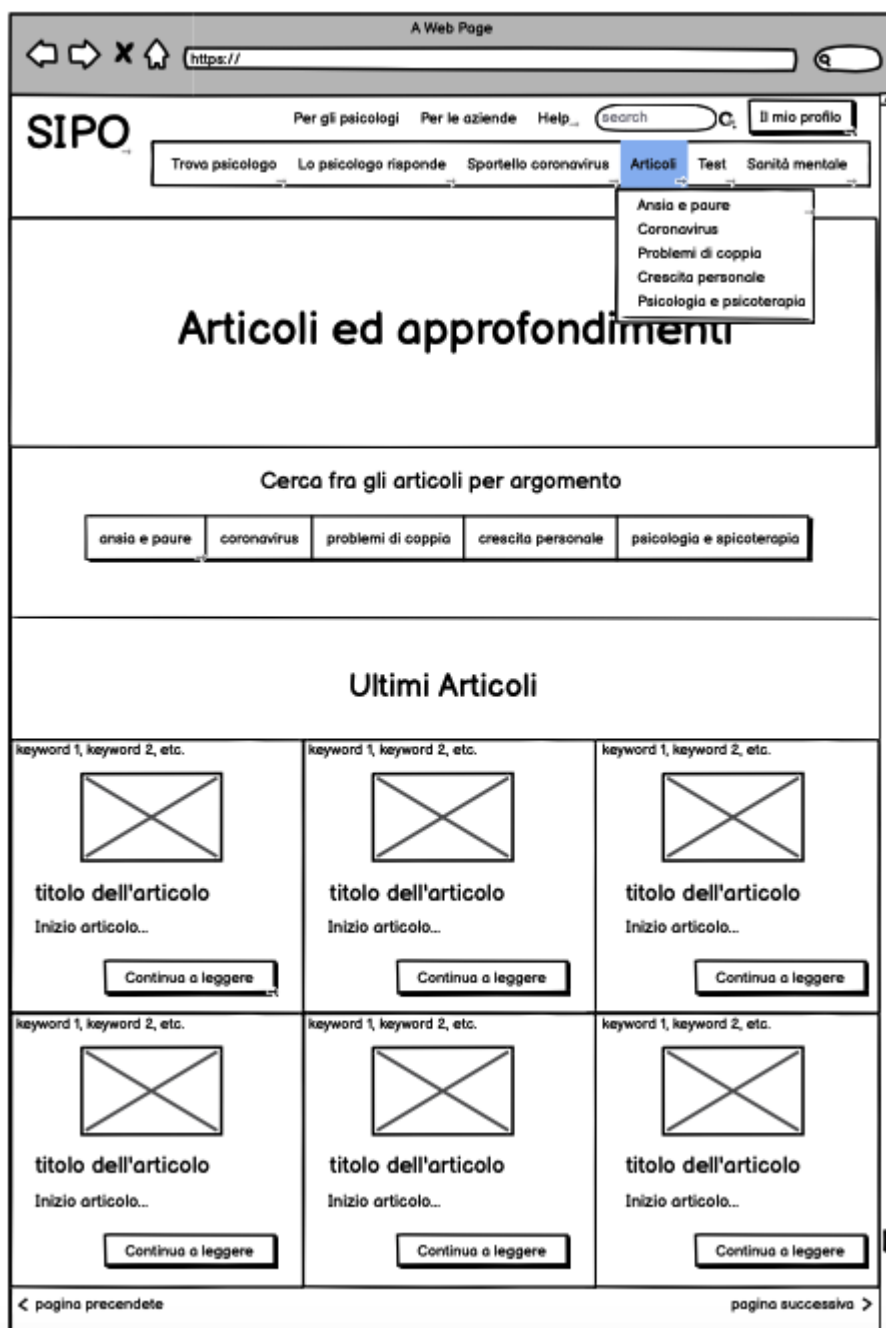 A Web Page
https://
SIPO
Per gli psicologi Per le aziende Help search Il mio profilo
Trova psicologo Lo psicologo risponde Sportello coronavirus Articoli Test Sanità mentale
Ansia e paure
Coronavirus
Problemi di coppia
Crescita personale
Psicologia e psicoterapia
Articoli ed approfondimenti
Cerca fra gli articoli per argomento
ansia e paure coronavirus problemi di coppia crescita personale psicologia e spicoterapia
Ultimi Articoli
keyword 1, keyword 2, etc. keyword 1, keyword 2, etc. keyword 1, keyword 2, etc.
titolo dell'articolo titolo dell'articolo titolo dell'articolo
Inizio articolo... Inizio articolo... Inizio articolo...
Continua a leggere Continua a leggere Continua a leggere
keyword 1, keyword 2, etc. keyword 1, keyword 2, etc. keyword 1, keyword 2, etc.
titolo dell'articolo titolo dell'articolo titolo dell'articolo
Inizio articolo... Inizio articolo... Inizio articolo...
Continua a leggere Continua a leggere Continua a leggere
< pagina precendete pagina successiva >